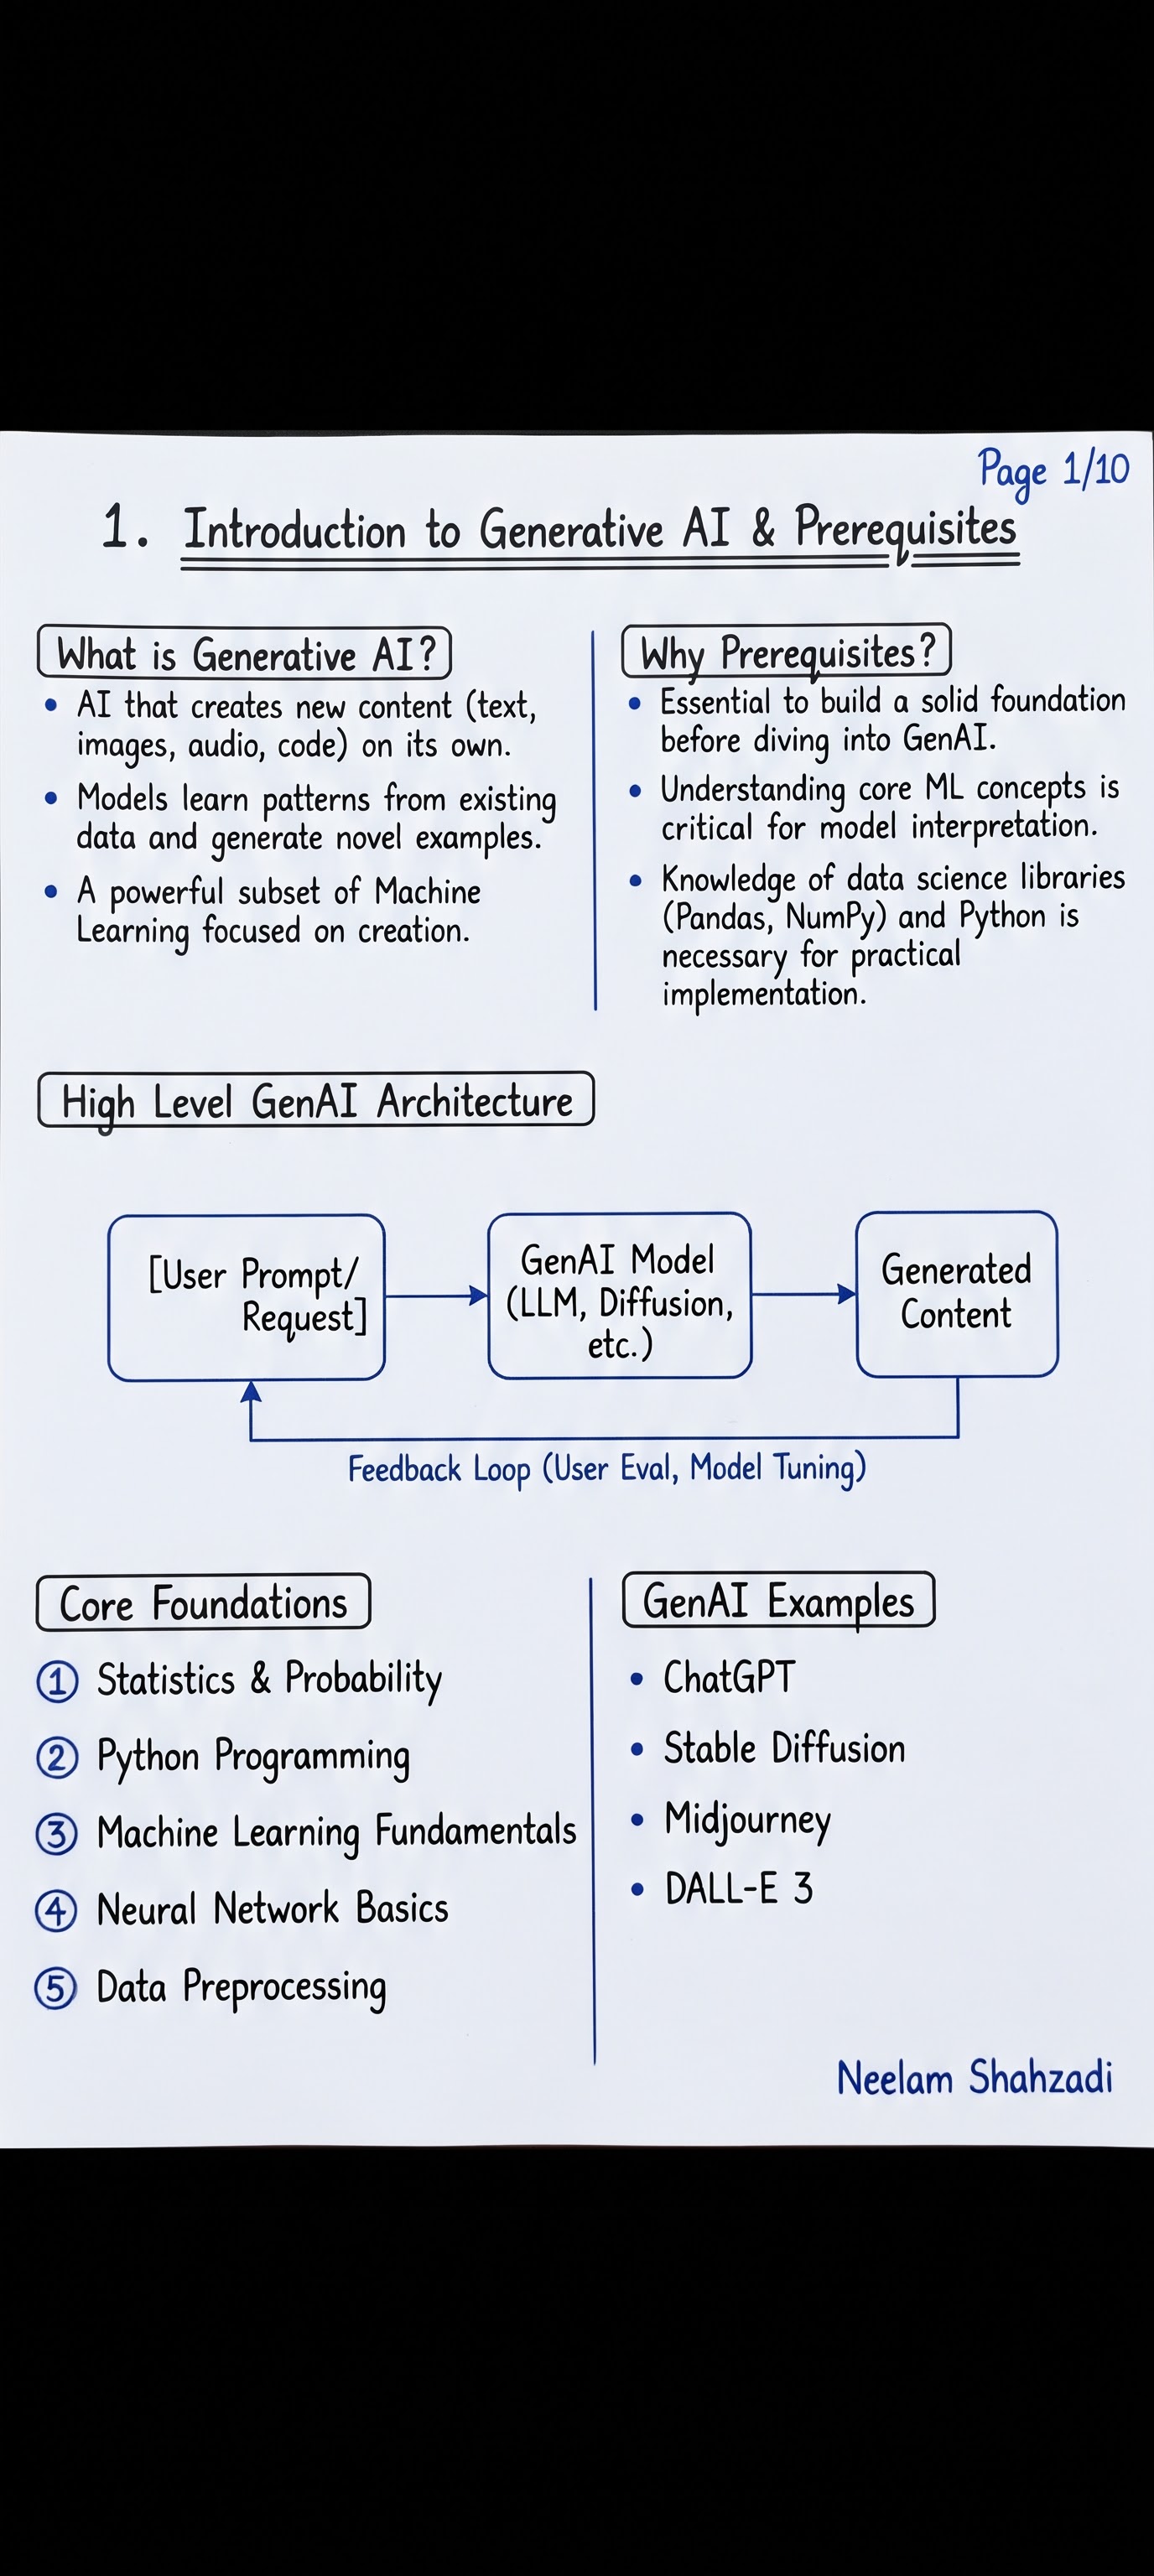 Page 1/10
1. Introduction to Generative AI & Prerequisites
What is Generative AI?
• AI that creates new content (text,
images, audio, code) on its own.
• Models learn patterns from existing
data and generate novel examples.
• A powerful subset of Machine
Learning focused on creation.
Why Prerequisites?
• Essential to build a solid foundation
before diving into GenAI.
• Understanding core ML concepts is
critical for model interpretation.
• Knowledge of data science libraries
(Pandas, NumPy) and Python is
necessary for practical
implementation.
High Level GenAI Architecture
[User Prompt/
Request]
GenAI Model
(LLM, Diffusion,
etc.)
Generated
Content
Feedback Loop (User Eval, Model Tuning)
Core Foundations
① Statistics & Probability
② Python Programming
③ Machine Learning Fundamentals
④ Neural Network Basics
⑤ Data Preprocessing
GenAI Examples
• ChatGPT
• Stable Diffusion
• Midjourney
• DALL-E 3
Neelam Shahzadi